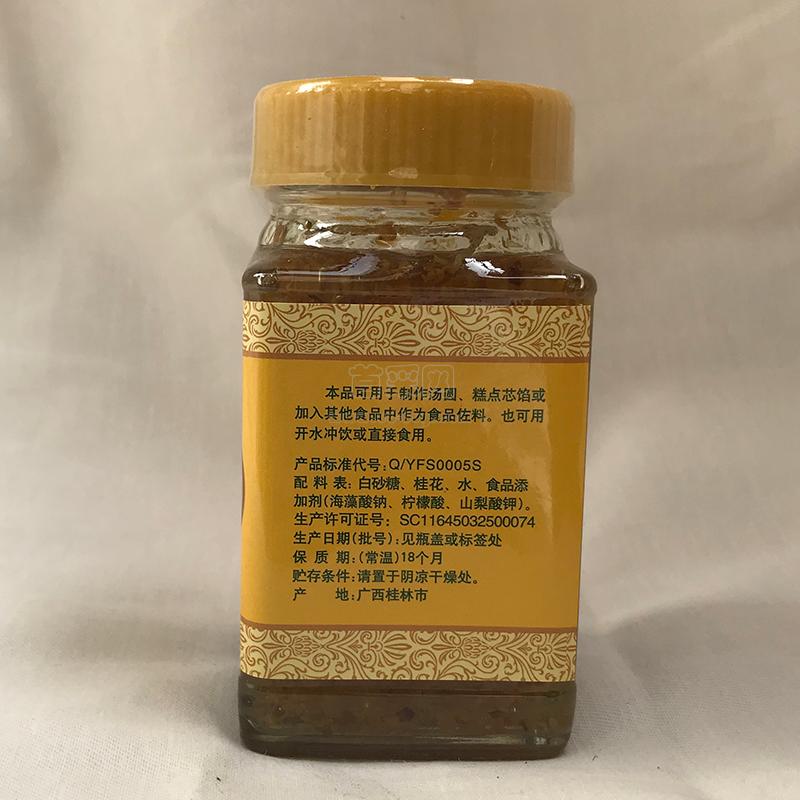 本品可用于制作汤圆、糕点芯馅或
加入其他食品中作为食品佐料。也可用
开水冲饮或直接食用。
产品标准代号:Q/YFS0005S
配 料 表: 白砂糖、桂花、水、食品添
加剂(海藻酸钠、柠檬酸、山梨酸钾)。
生产许可证号: SC11645032500074
生产日期(批号):见瓶盖或标签处
保 质 期:(常温)18个月
贮存条件:请置于阴凉干燥处。
产 地:广西桂林市